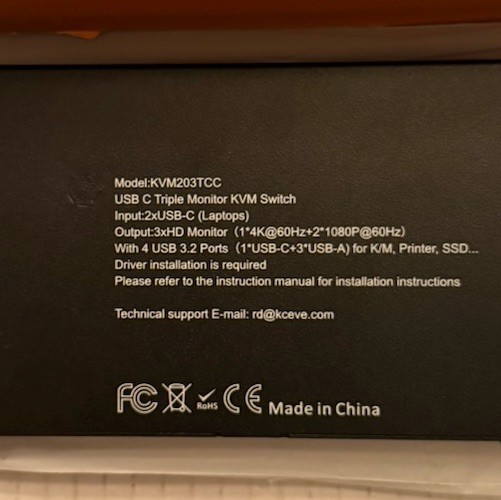 Model:KVM203TCC
USB C Triple Monitor KVM Switch
Input:2xUSB-C (Laptops)
Output:3xHD Monitor（1*4K@60Hz+2*1080P@60Hz）
With 4 USB 3.2 Ports（1*USB-C+3*USB-A) for K/M, Printer, SSD...
Driver installation is required
Please refer to the instruction manual for installation instructions
Technical support E-mail: rd@kceve.com
FC RoHS CE Made in China